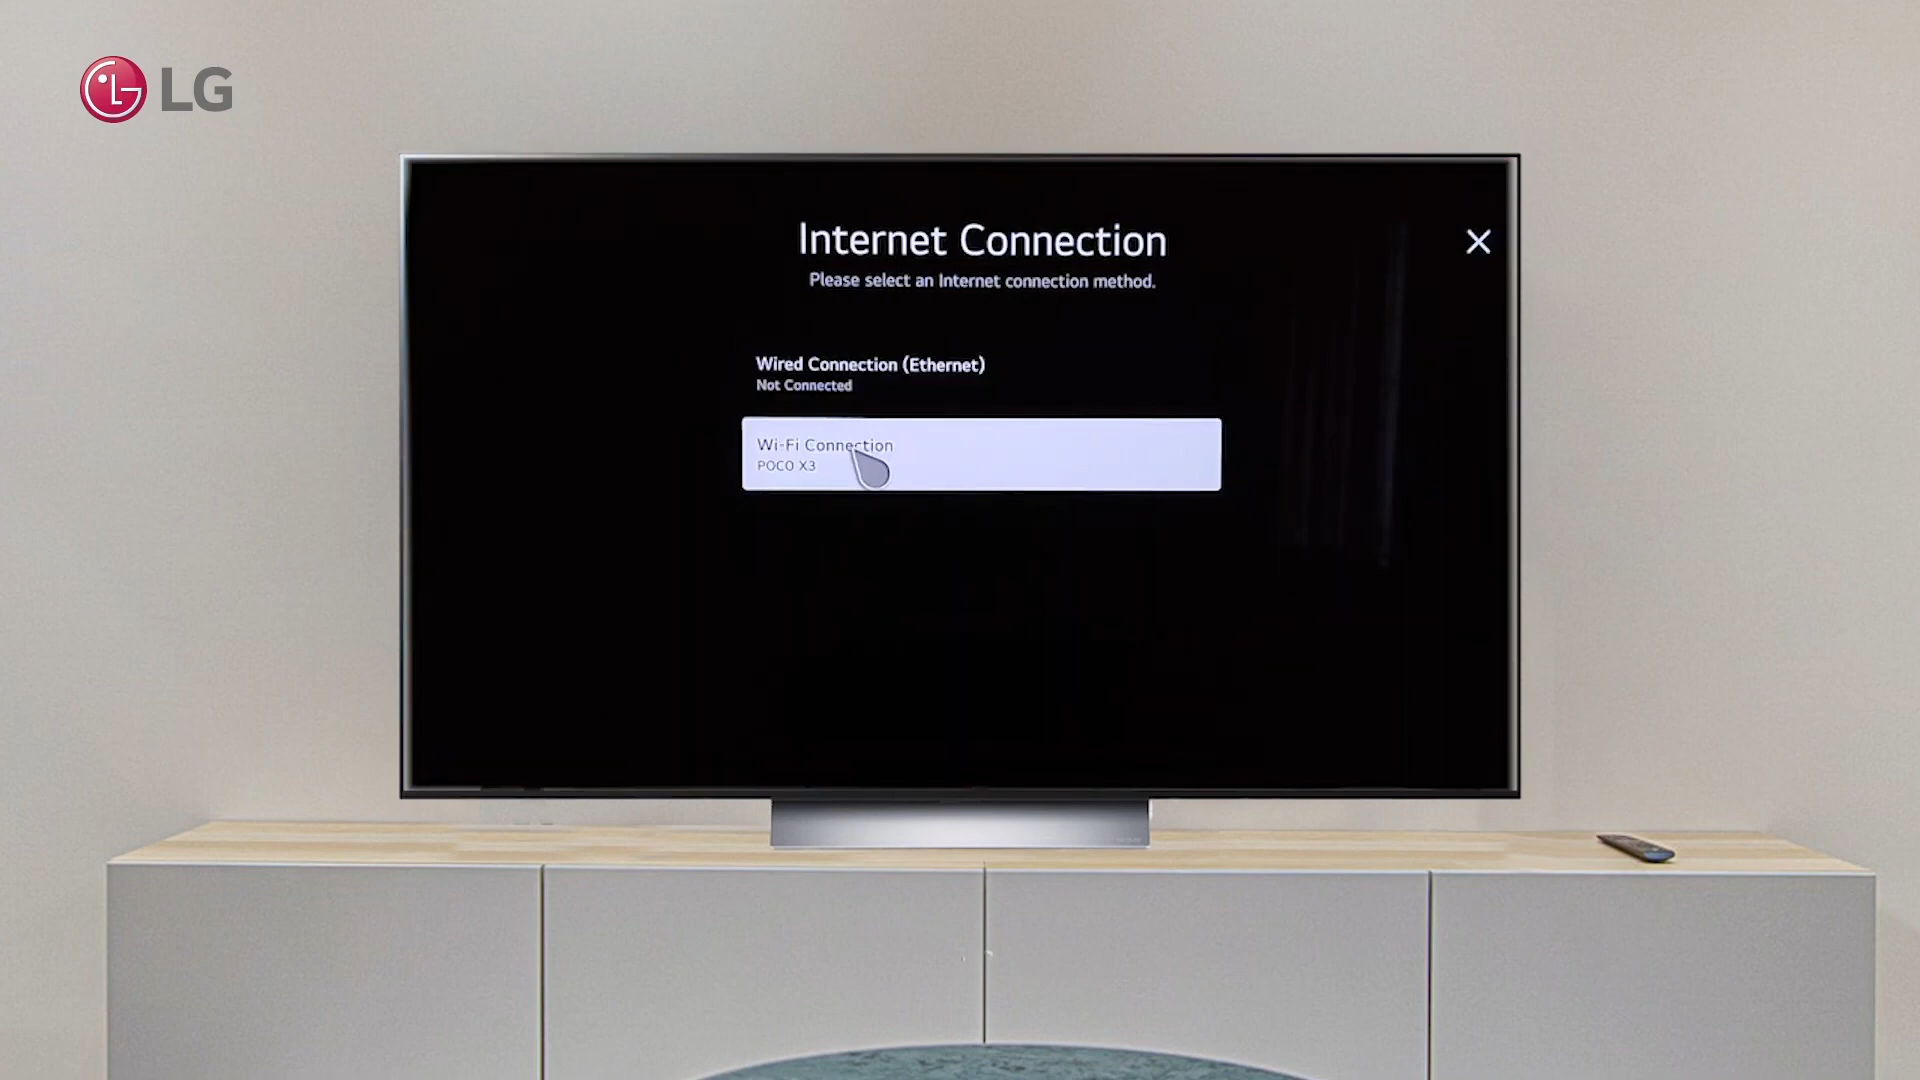 LG
Internet Connection
Please select an Internet connection method.
Wired Connection (Ethernet)
Not Connected
Wi-Fi Connection
POCO X3